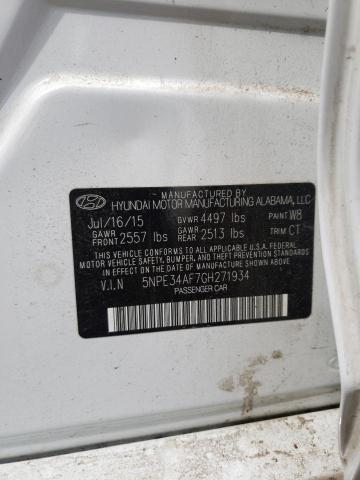 MANUFACTURED BY
HYUNDAI MOTOR MANUFACTURING ALABAMA, LLC
Jul/16/15 GVWR 4497 lbs PAINT W8
GAWR FRONT 2557 lbs GAWR REAR 2513 lbs TRIM CT
THIS VEHICLE CONFORMS TO ALL APPLICABLE U.S. FEDERAL
MOTOR VEHICLE SAFETY, BUMPER, AND THEFT PREVENTION
STANDARDS IN EFFECT ON THE DATE OF MANUFACTURE SHOWN ABOVE.
V.I.N 5NPE34AF7GH271934
PASSENGER CAR